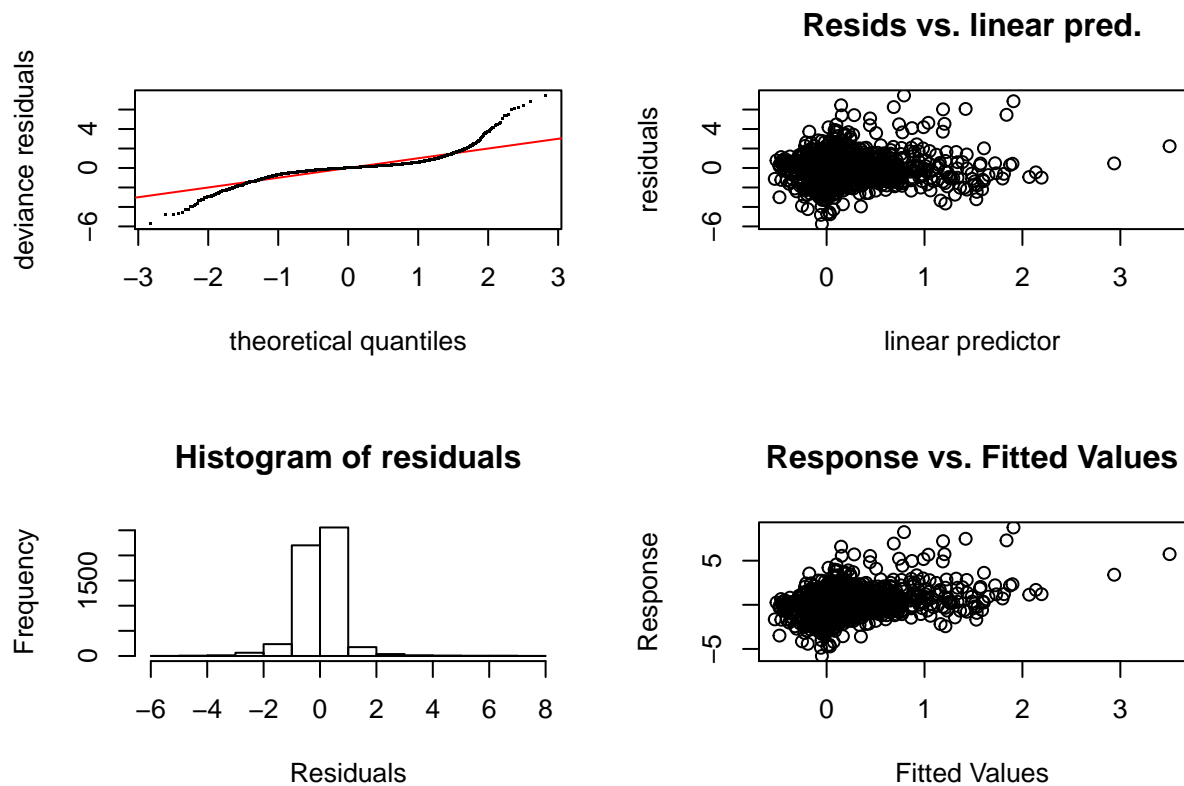 deviance residuals
4
0
−6
−3 −2 −1 0 1 2 3
theoretical quantiles
Resids vs. linear pred.
residuals
4
0
−6
0 1 2 3
linear predictor
Histogram of residuals
Frequency
1500
0
−6 −4 −2 0 2 4 6 8
Residuals
Response vs. Fitted Values
Response
5
−5
0 1 2 3
Fitted Values